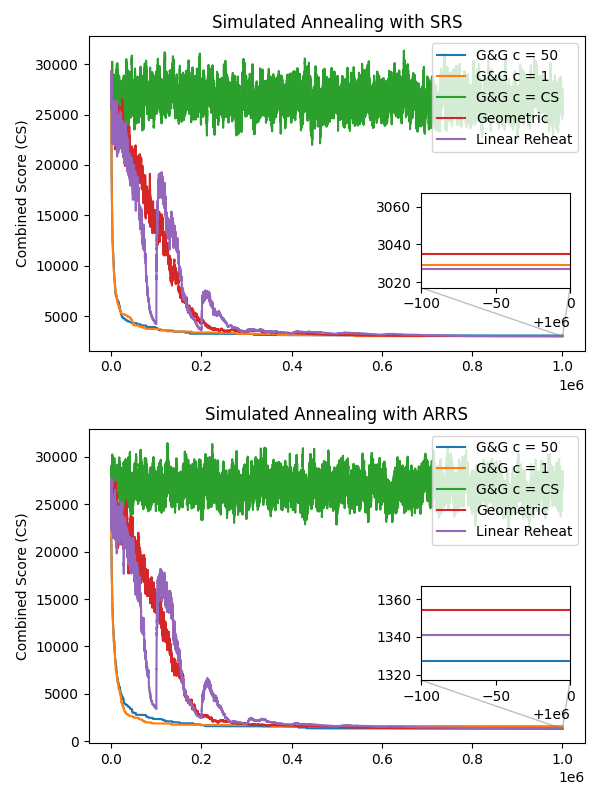 Simulated Annealing with SRS
Combined Score (CS)
30000
25000
20000
15000
10000
5000
G&G c = 50
G&G c = 1
G&G c = CS
Geometric
Linear Reheat
3060
3040
3020
−100 −50 0
+1e6
0.0 0.2 0.4 0.6 0.8 1.0
1e6
Simulated Annealing with ARRS
Combined Score (CS)
30000
25000
20000
15000
10000
5000
0
G&G c = 50
G&G c = 1
G&G c = CS
Geometric
Linear Reheat
1360
1340
1320
−100 −50 0
+1e6
0.0 0.2 0.4 0.6 0.8 1.0
1e6